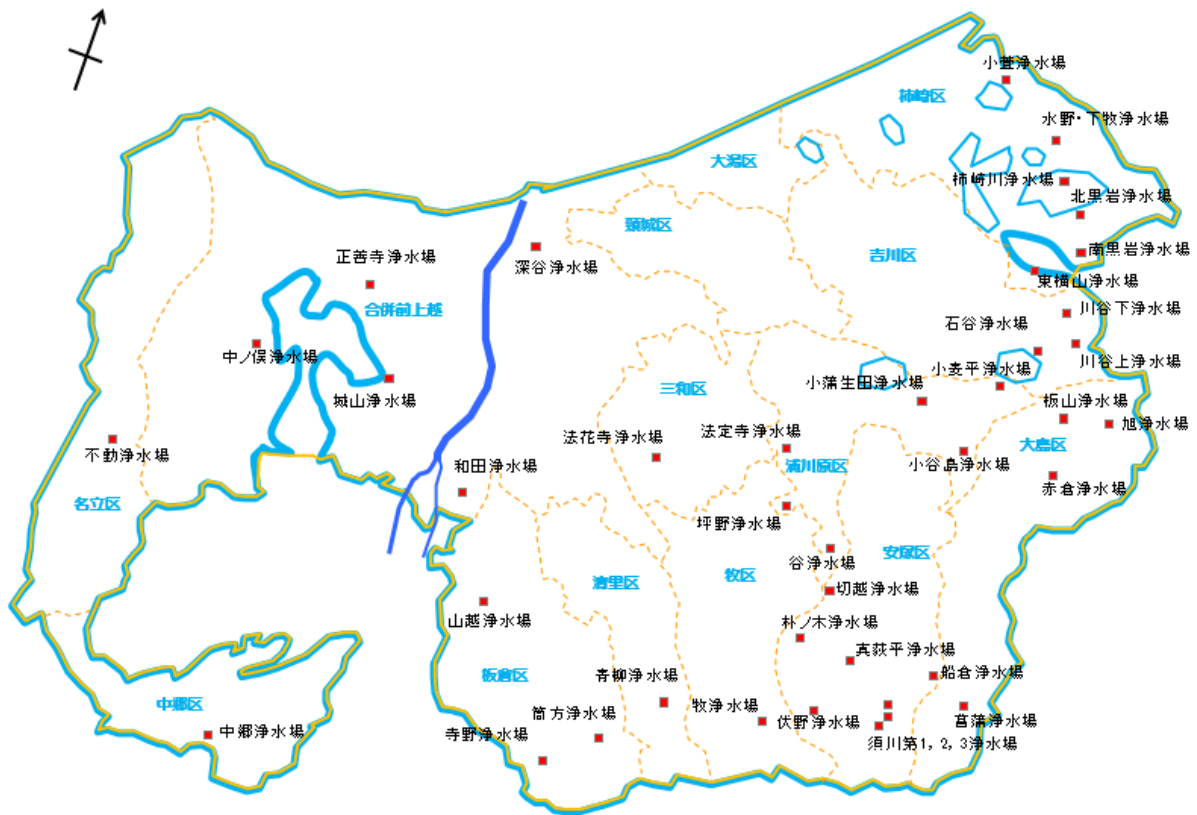 小萱浄水場
柿崎区
水野・下牧浄水場
大潟区
柿崎川浄水場
北黒岩浄水場
頸城区
正善寺浄水場
深谷浄水場
吉川区
南黒岩浄水場
東横山浄水場
合併前上越
川谷下浄水場
石谷浄水場
中ノ俣浄水場
川谷上浄水場
小麦平浄水場
小蒲生田浄水場
三和区
城山浄水場
板山浄水場
旭浄水場
法花寺浄水場
法定寺浄水場
大島区
不動浄水場
和田浄水場
浦川原区
小谷島浄水場
赤倉浄水場
名立区
坪野浄水場
安塚区
谷浄水場
清里区
牧区
切越浄水場
山越浄水場
朴ノ木浄水場
真荻平浄水場
板倉区
青柳浄水場
船倉浄水場
中郷区
筒方浄水場
牧浄水場
伏野浄水場
菖蒲浄水場
中郷浄水場
寺野浄水場
須川第1，2，3浄水場